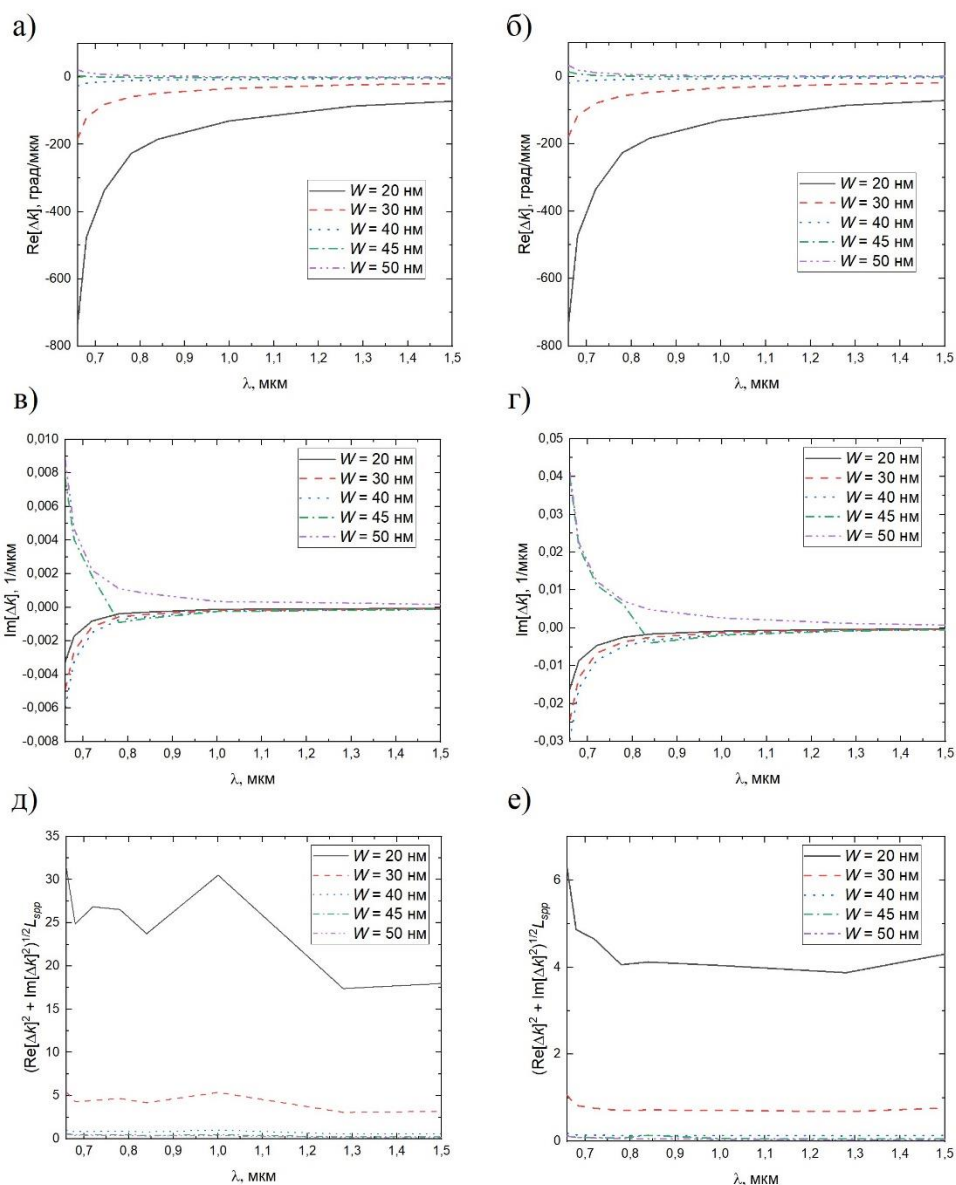 а)
Re[Δk], град/мкм
0
-200
-400
-600
-800
W = 20 нм
W = 30 нм
W = 40 нм
W = 45 нм
W = 50 нм
0,7 0,8 0,9 1,0 1,1 1,2 1,3 1,4 1,5
λ, мкм
б)
Re[Δk], град/мкм
0
-200
-400
-600
-800
W = 20 нм
W = 30 нм
W = 40 нм
W = 45 нм
W = 50 нм
0,7 0,8 0,9 1,0 1,1 1,2 1,3 1,4 1,5
λ, мкм
в)
Im[Δk], 1/мкм
0,010
0,008
0,006
0,004
0,002
0,000
-0,002
-0,004
-0,006
-0,008
W = 20 нм
W = 30 нм
W = 40 нм
W = 45 нм
W = 50 нм
0,7 0,8 0,9 1,0 1,1 1,2 1,3 1,4 1,5
λ, мкм
г)
Im[Δk], 1/мкм
0,05
0,04
0,03
0,02
0,01
0,00
-0,01
-0,02
-0,03
W = 20 нм
W = 30 нм
W = 40 нм
W = 45 нм
W = 50 нм
0,7 0,8 0,9 1,0 1,1 1,2 1,3 1,4 1,5
λ, мкм
д)
(Re[Δk]² + Im[Δk]²)^1/2 L_spp
35
30
25
20
15
10
5
0
W = 20 нм
W = 30 нм
W = 40 нм
W = 45 нм
W = 50 нм
0,7 0,8 0,9 1,0 1,1 1,2 1,3 1,4 1,5
λ, мкм
е)
(Re[Δk]² + Im[Δk]²)^1/2 L_spp
6
4
2
0
W = 20 нм
W = 30 нм
W = 40 нм
W = 45 нм
W = 50 нм
0,7 0,8 0,9 1,0 1,1 1,2 1,3 1,4 1,5
λ, мкм